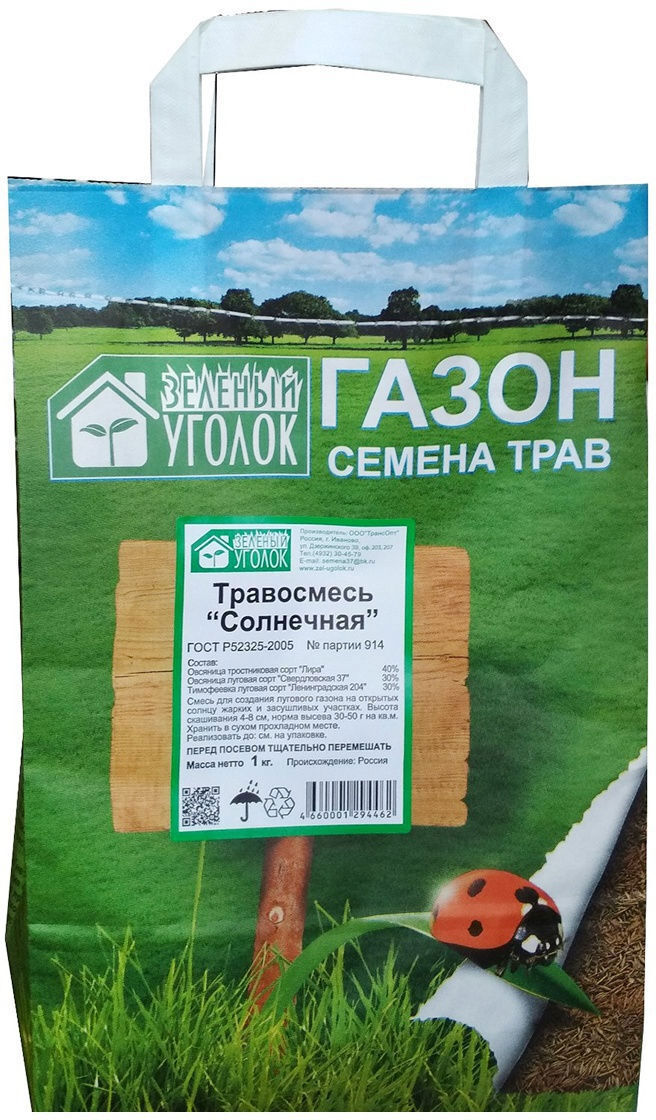 ЗЕЛЁНЫЙ
УГОЛОК
ГАЗОН
СЕМЕНА ТРАВ
ЗЕЛЁНЫЙ
УГОЛОК
Производитель: ООО"ТрансОпт"
Россия, г. Иваново,
ул. Дзержинского 39, оф. 203, 207
Тел.(4932) 30-45-79
E-mail: semena37@bk.ru
www.zel-ugolok.ru
Травосмесь
“Солнечная”
ГОСТ Р52325-2005 № партии 914
Состав:
Овсяница тростниковая сорт "Лира" 40%
Овсяница луговая сорт "Свердловская 37" 30%
Тимофеевка луговая сорт "Ленинградская 204" 30%
Смесь для создания лугового газона на открытых
солнцу жарких и засушливых участках. Высота
скашивания 4-8 см, норма высева 30-50 г на кв.м.
Хранить в сухом прохладном месте.
Реализовать до: см. на упаковке.
ПЕРЕД ПОСЕВОМ ТЩАТЕЛЬНО ПЕРЕМЕШАТЬ
Масса нетто 1 кг. Происхождение: Россия
4 660001 294462